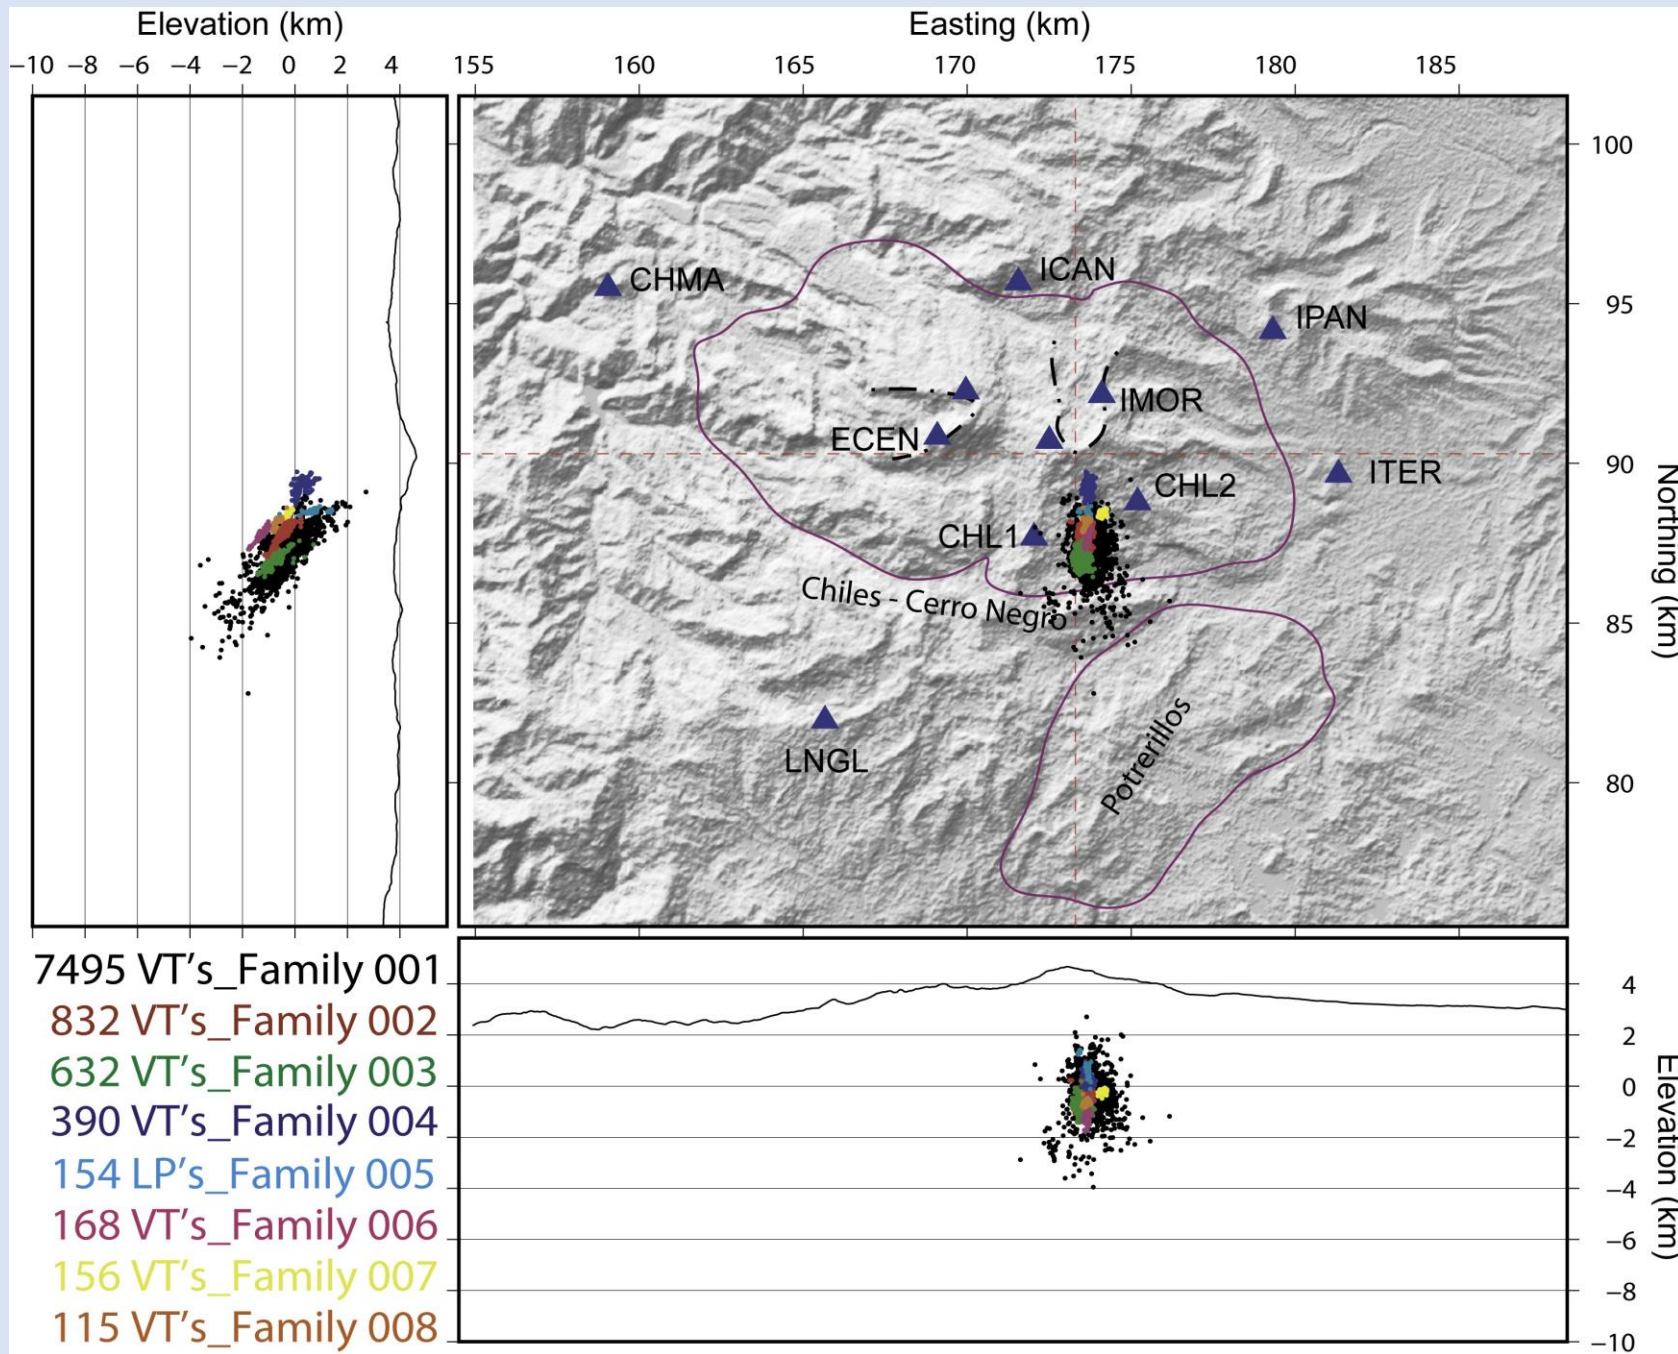 Elevation (km)
Easting (km)
−10 −8 −6 −4 −2 0 2 4
155 160 165 170 175 180 185
100
95
90
85
80
Northing (km)
CHMA
ICAN
IPAN
IMOR
ECEN
ITER
CHL2
CHL1
Chiles - Cerro Negro
LNGL
Potrerillos
7495 VT's_Family 001
832 VT's_Family 002
632 VT's_Family 003
390 VT's_Family 004
154 LP's_Family 005
168 VT's_Family 006
156 VT's_Family 007
115 VT's_Family 008
4
2
0
−2
−4
−6
−8
−10
Elevation (km)